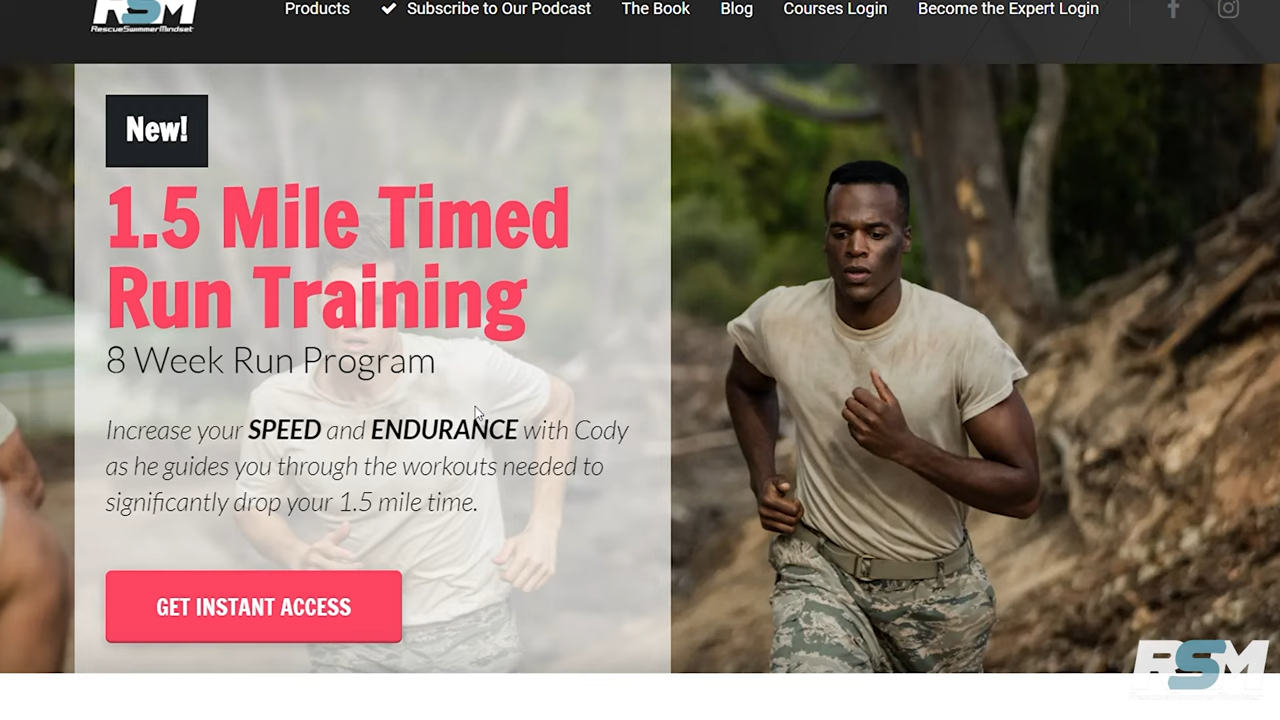 RSM
RescueSwimmerMindset
Products
Subscribe to Our Podcast
The Book
Blog
Courses Login
Become the Expert Login
New!
1.5 Mile Timed
Run Training
8 Week Run Program
Increase your SPEED and ENDURANCE with Cody
as he guides you through the workouts needed to
significantly drop your 1.5 mile time.
GET INSTANT ACCESS
RSM
RescueSwimmerMindset